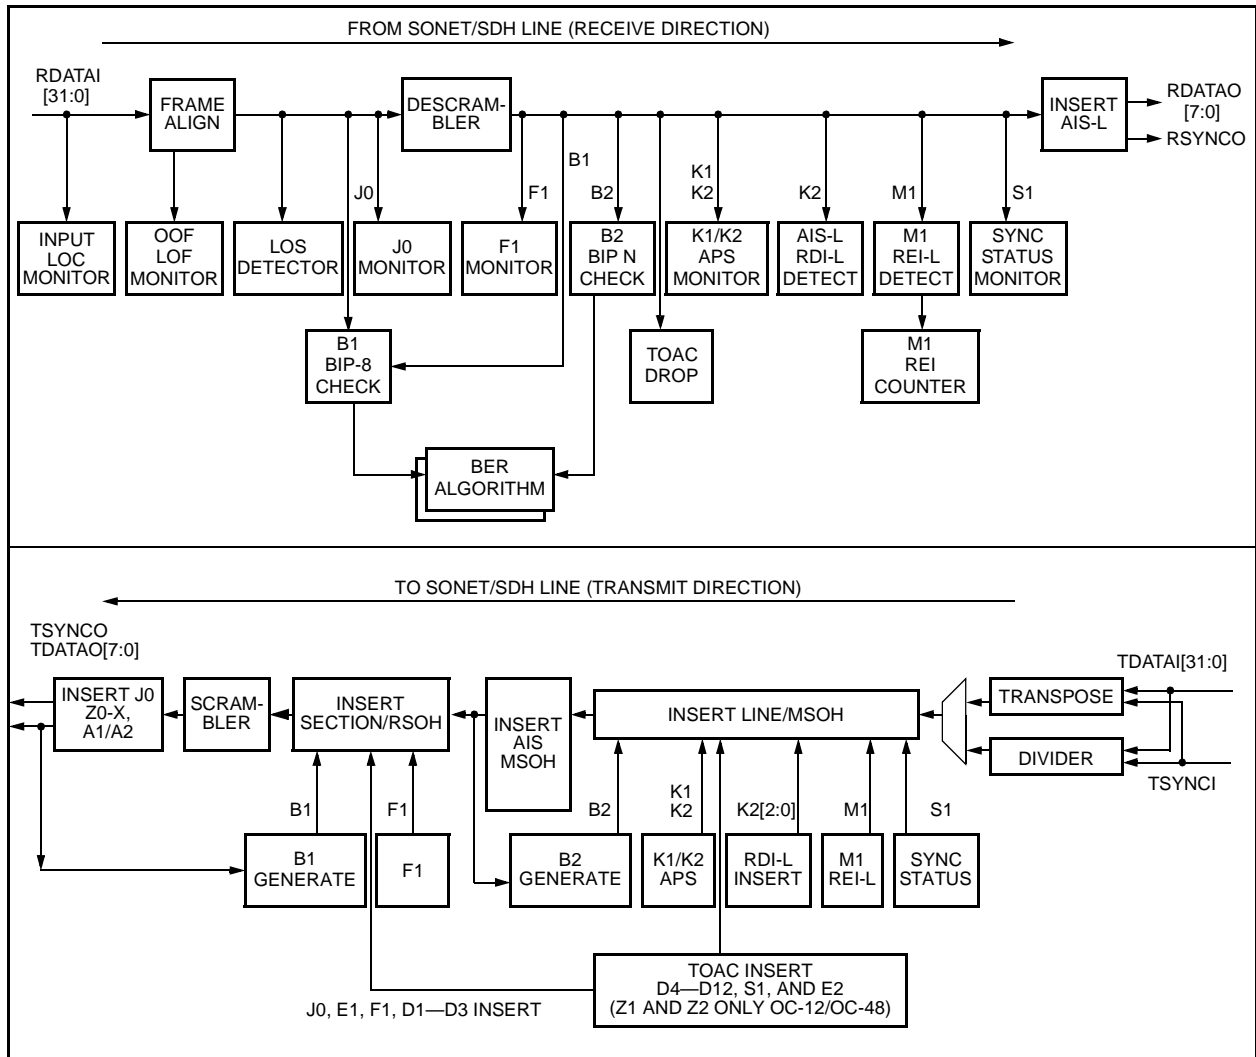 FROM SONET/SDH LINE (RECEIVE DIRECTION)
RDATAI
[31:0]
FRAME
ALIGN
DESCRAM-
BLER
INSERT
AIS-L
RDATAO
[7:0]
RSYNCO
J0
F1
B1
B2
K1
K2
K2
M1
S1
INPUT
LOC
MONITOR
OOF
LOF
MONITOR
LOS
DETECTOR
J0
MONITOR
F1
MONITOR
B2
BIP N
CHECK
K1/K2
APS
MONITOR
AIS-L
RDI-L
DETECT
M1
REI-L
DETECT
SYNC
STATUS
MONITOR
B1
BIP-8
CHECK
TOAC
DROP
M1
REI
COUNTER
BER
ALGORITHM
TO SONET/SDH LINE (TRANSMIT DIRECTION)
TSYNCO
TDATAO[7:0]
TDATAI[31:0]
INSERT J0
Z0-X,
A1/A2
SCRAM-
BLER
INSERT
SECTION/RSOH
INSERT
AIS
MSOH
INSERT LINE/MSOH
TRANSPOSE
DIVIDER
TSYNCI
B1
F1
B2
K1
K2
K2[2:0]
M1
S1
B1
GENERATE
F1
B2
GENERATE
K1/K2
APS
RDI-L
INSERT
M1
REI-L
SYNC
STATUS
J0, E1, F1, D1—D3 INSERT
TOAC INSERT
D4—D12, S1, AND E2
(Z1 AND Z2 ONLY OC-12/OC-48)